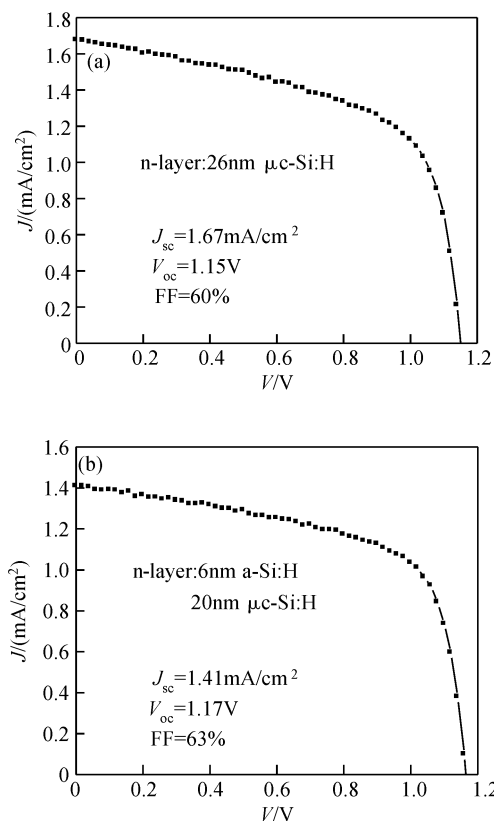 1.8
(a)
1.6
1.4
1.2
1.0
0.8
0.6
0.4
0.2
0
J/(mA/cm²)
n-layer:26nm μc-Si:H
Jsc=1.67mA/cm²
Voc=1.15V
FF=60%
0 0.2 0.4 0.6 0.8 1.0 1.2
V/V
1.6
(b)
1.4
1.2
1.0
0.8
0.6
0.4
0.2
0
J/(mA/cm²)
n-layer:6nm a-Si:H
20nm μc-Si:H
Jsc=1.41mA/cm²
Voc=1.17V
FF=63%
0 0.2 0.4 0.6 0.8 1.0 1.2
V/V